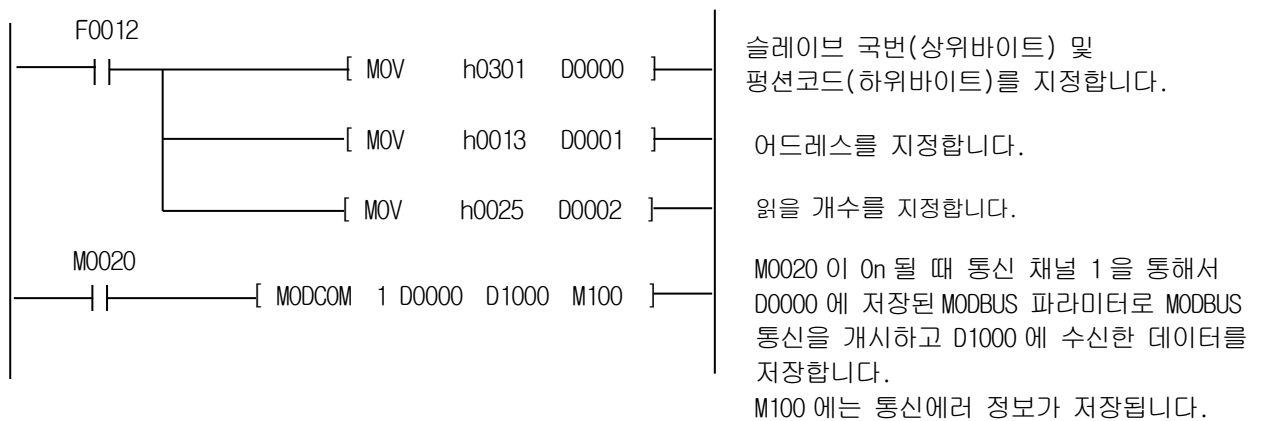 F0012
[ MOV h0301 D0000 ]
슬레이브 국번(상위바이트) 및
펑션코드(하위바이트)를 지정합니다.
[ MOV h0013 D0001 ]
어드레스를 지정합니다.
[ MOV h0025 D0002 ]
읽을 개수를 지정합니다.
M0020
[ MODCOM 1 D0000 D1000 M100 ]
M0020 이 On 될 때 통신 채널 1 을 통해서
D0000 에 저장된 MODBUS 파라미터로 MODBUS
통신을 개시하고 D1000 에 수신한 데이터를
저장합니다.
M100 에는 통신에러 정보가 저장됩니다.